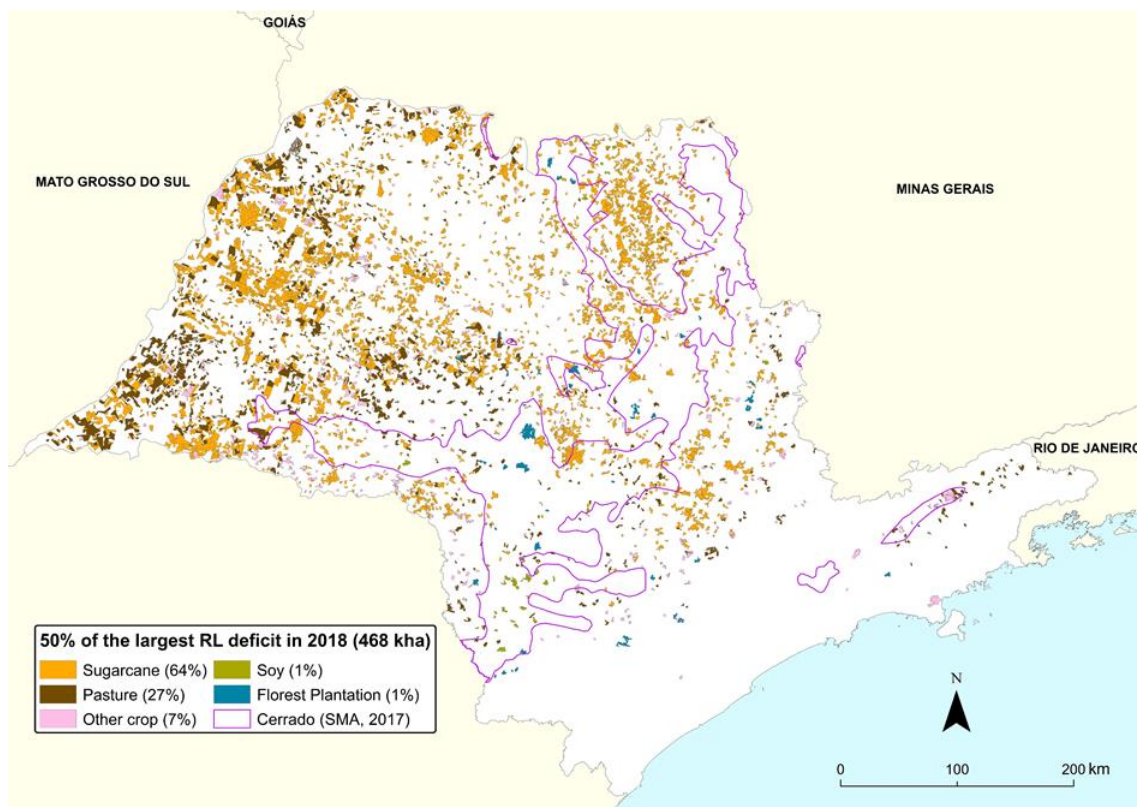 GOIÁS
MATO GROSSO DO SUL
MINAS GERAIS
RIO DE JANEIRO
50% of the largest RL deficit in 2018 (468 kha)
Sugarcane (64%)
Soy (1%)
Pasture (27%)
Florest Plantation (1%)
Other crop (7%)
Cerrado (SMA, 2017)
N
0 100 200 km